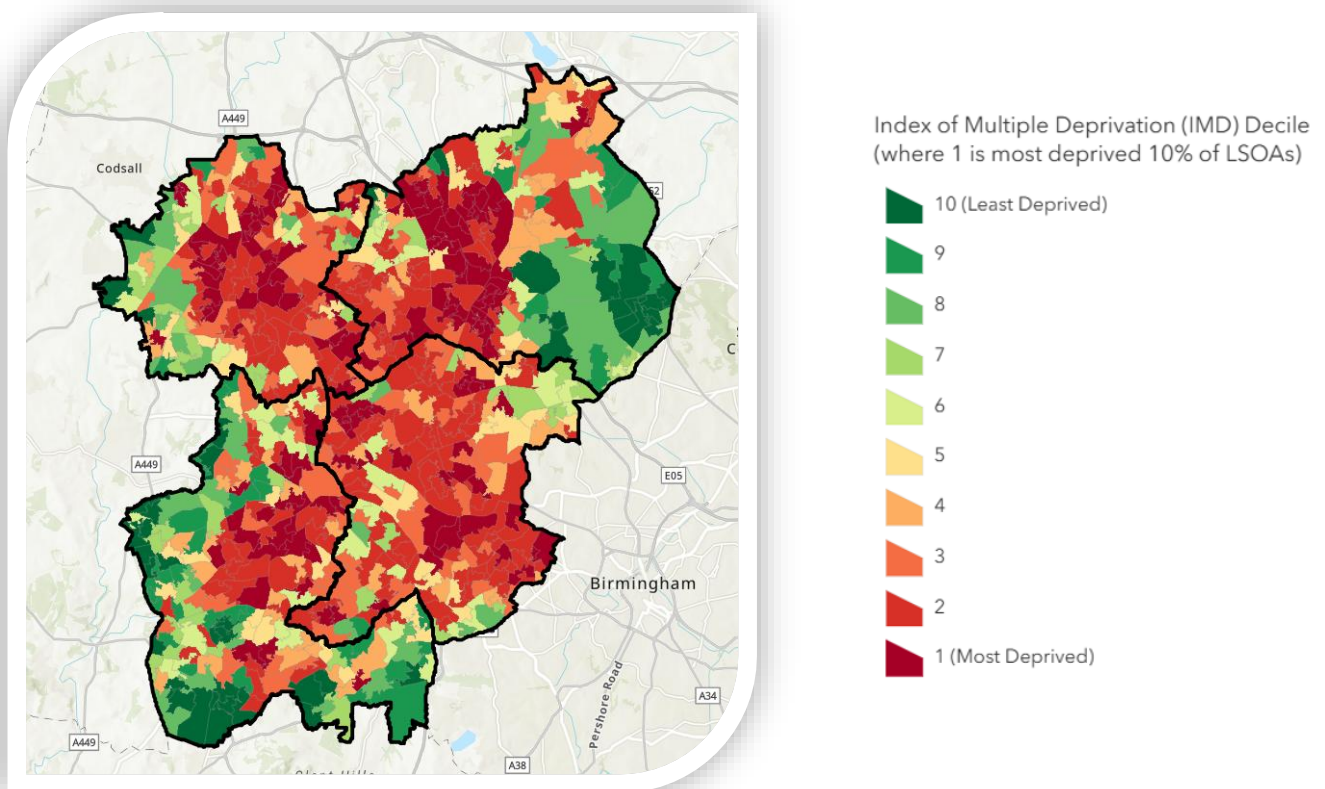 A449
Codsall
A449
E05
Birmingham
Pershore Road
A34
A449
A38
C
Index of Multiple Deprivation (IMD) Decile
(where 1 is most deprived 10% of LSOAs)
10 (Least Deprived)
9
8
7
6
5
4
3
2
1 (Most Deprived)